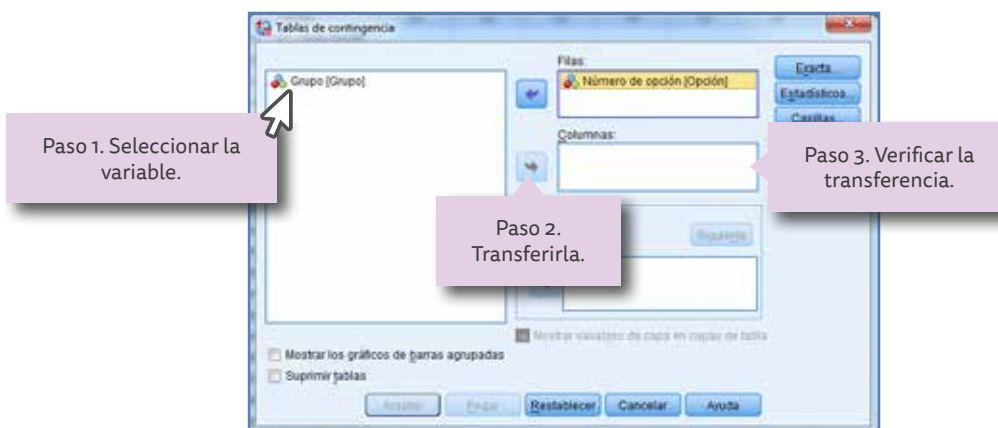 Tablas de contingencia
Grupo [Grupo]
Filas:
Número de opción [Opción]
Exacta...
Estadísticos...
Casillas...
Columnas:
Paso 1. Seleccionar la
variable.
Paso 3. Verificar la
transferencia.
Paso 2.
Transferirla.
Siguiente
Mostrar variables de capa en capas de tabla
Mostrar los gráficos de barras agrupadas
Suprimir tablas
Aceptar
Pegar
Restablecer
Cancelar
Ayuda